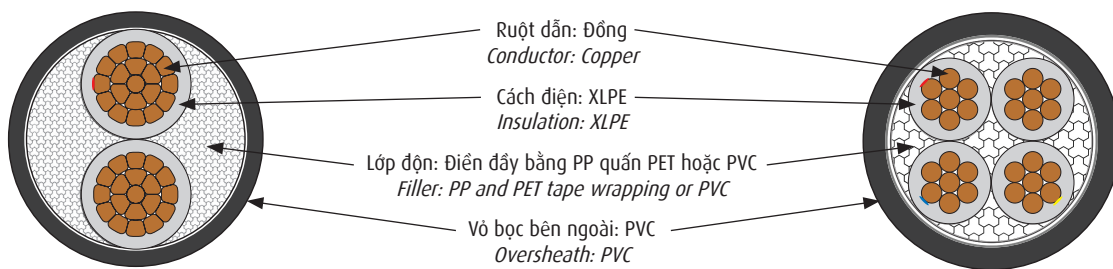 Ruột dẫn: Đồng
Conductor: Copper
Cách điện: XLPE
Insulation: XLPE
Lớp độn: Điền đầy bằng PP quấn PET hoặc PVC
Filler: PP and PET tape wrapping or PVC
Vỏ bọc bên ngoài: PVC
Oversheath: PVC